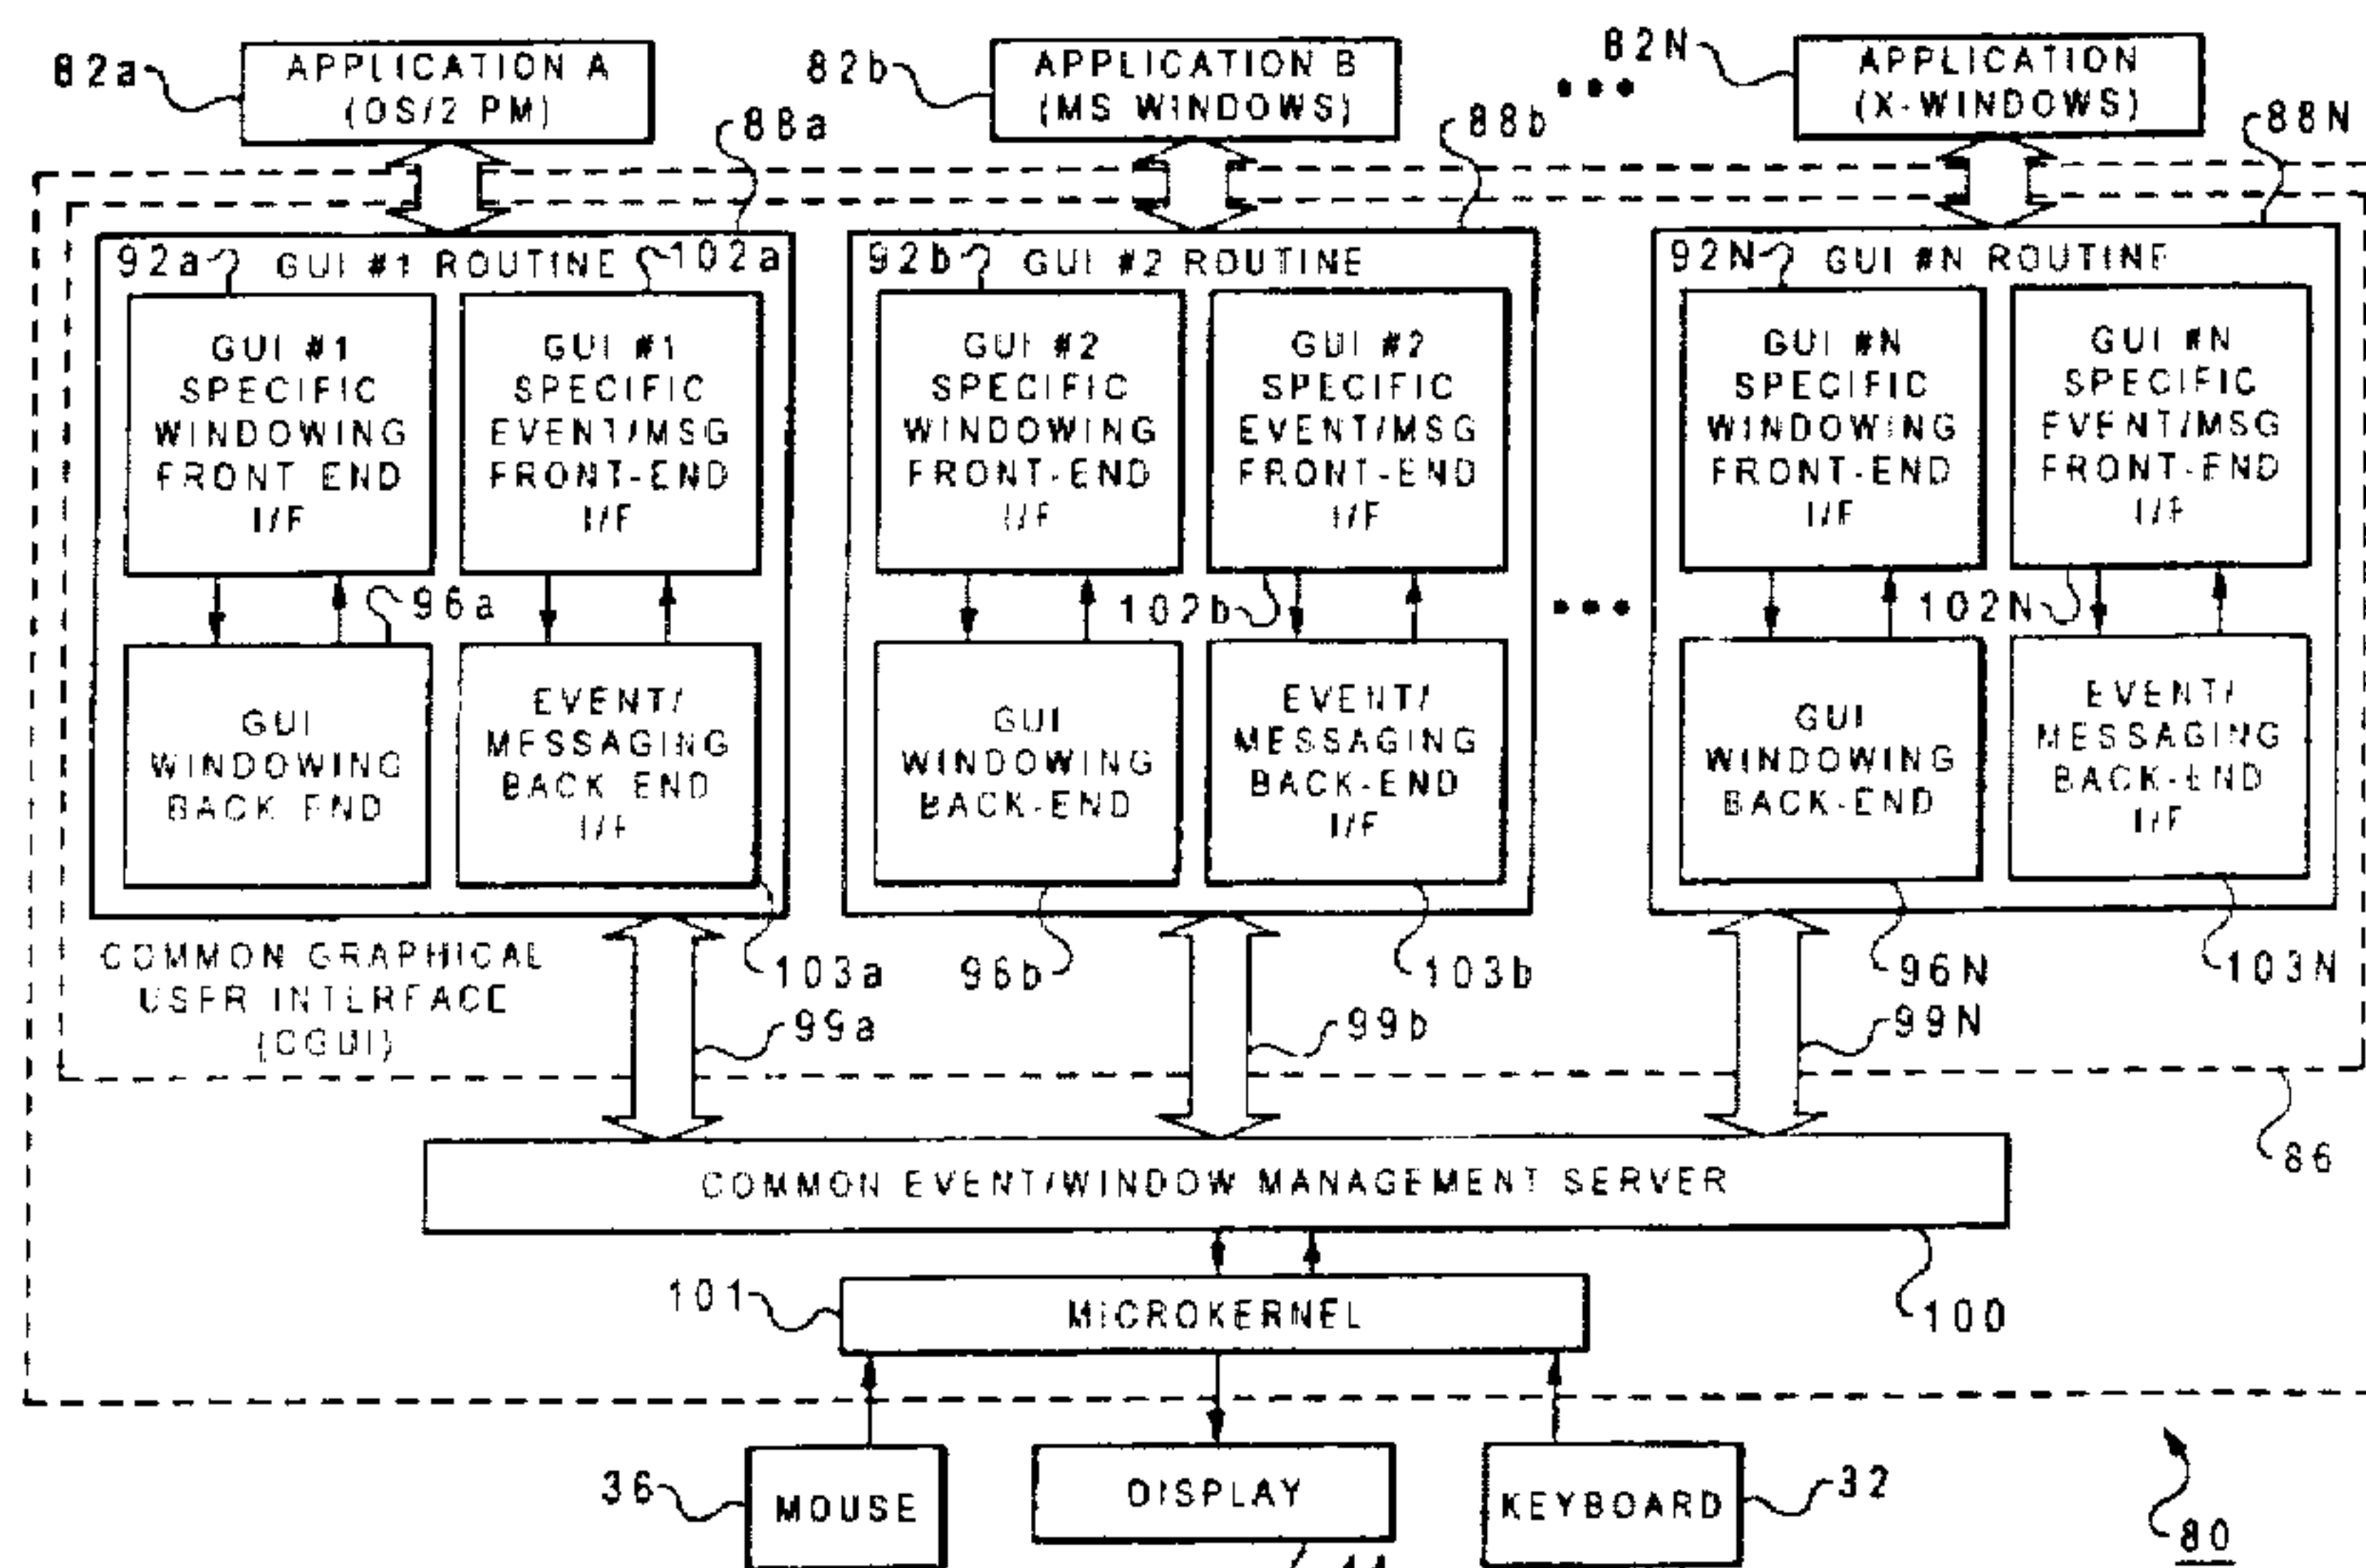 82a
APPLICATION A
(OS/2 PM)
82b
APPLICATION B
(MS WINDOWS)
•••
82N
APPLICATION
(X-WINDOWS)
88a
88b
88N
92a
GUI #1 ROUTINE
102a
92b
GUI #2 ROUTINE
92N
GUI #N ROUTINE
GUI #1
SPECIFIC
WINDOWING
FRONT END
I/F
GUI #1
SPECIFIC
EVENT/MSG
FRONT-END
I/F
GUI #2
SPECIFIC
WINDOWING
FRONT-END
I/F
GUI #2
SPECIFIC
EVENT/MSG
FRONT-END
I/F
GUI #N
SPECIFIC
WINDOWING
FRONT-END
I/F
GUI #N
SPECIFIC
EVENT/MSG
FRONT-END
I/F
96a
102b
•••
102N
GUI
WINDOWING
BACK END
EVENT/
MESSAGING
BACK END
I/F
GUI
WINDOWING
BACK-END
EVENT/
MESSAGING
BACK-END
I/F
GUI
WINDOWING
BACK-END
EVENT/
MESSAGING
BACK-END
I/F
COMMON GRAPHICAL
USER INTERFACE
(CGUI)
103a
96b
103b
96N
103N
99a
99b
99N
86
COMMON EVENT/WINDOW MANAGEMENT SERVER
101
MICROKERNEL
100
36
MOUSE
DISPLAY
KEYBOARD
32
80